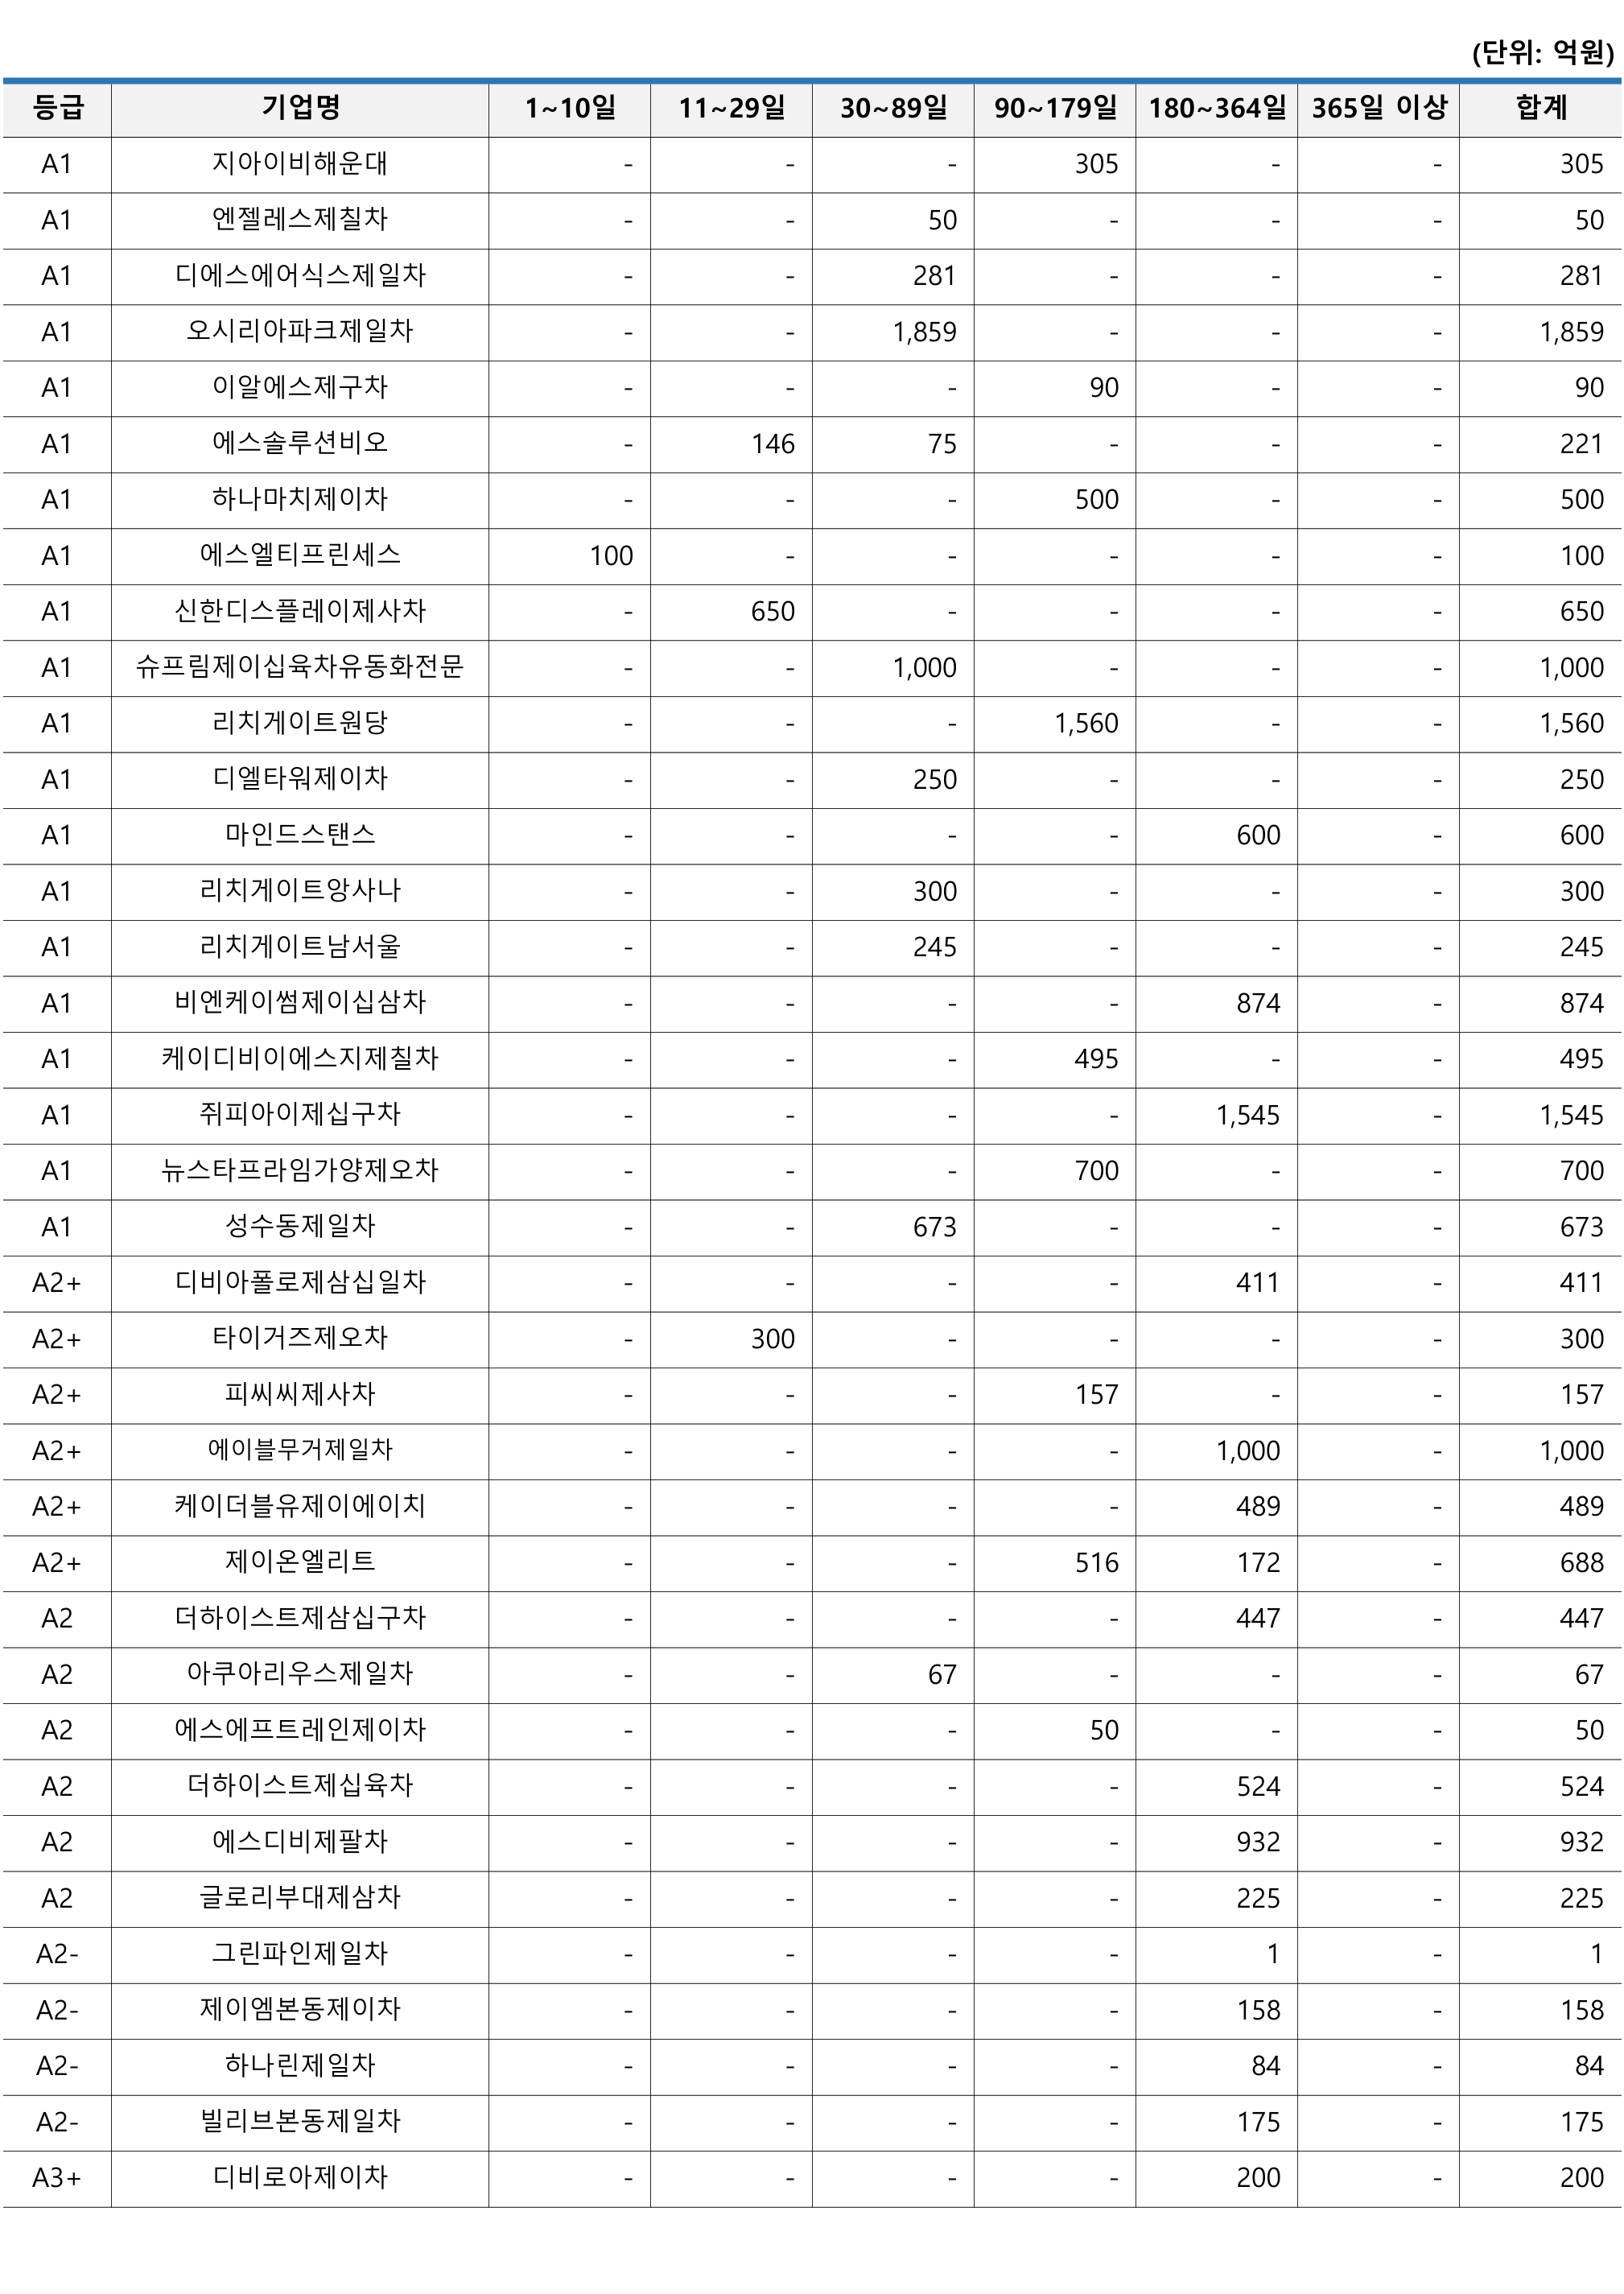 (단위: 억원)
등급 기업명 1~10일 11~29일 30~89일 90~179일 180~364일 365일 이상 합계
A1 지아이비해운대 - - - 305 - - 305
A1 엔젤레스제칠차 - - 50 - - - 50
A1 디에스에어식스제일차 - - 281 - - - 281
A1 오시리아파크제일차 - - 1,859 - - - 1,859
A1 이알에스제구차 - - - 90 - - 90
A1 에스솔루션비오 - 146 75 - - - 221
A1 하나마치제이차 - - - 500 - - 500
A1 에스엘티프린세스 100 - - - - - 100
A1 신한디스플레이제사차 - 650 - - - - 650
A1 슈프림제이십육차유동화전문 - - 1,000 - - - 1,000
A1 리치게이트원당 - - - 1,560 - - 1,560
A1 디엘타워제이차 - - 250 - - - 250
A1 마인드스탠스 - - - - 600 - 600
A1 리치게이트앙사나 - - 300 - - - 300
A1 리치게이트남서울 - - 245 - - - 245
A1 비엔케이썸제이십삼차 - - - - 874 - 874
A1 케이디비이에스지제칠차 - - - 495 - - 495
A1 쥐피아이제십구차 - - - - 1,545 - 1,545
A1 뉴스타프라임가양제오차 - - - 700 - - 700
A1 성수동제일차 - - 673 - - - 673
A2+ 디비아폴로제삼십일차 - - - - 411 - 411
A2+ 타이거즈제오차 - 300 - - - - 300
A2+ 피씨씨제사차 - - - 157 - - 157
A2+ 에이블무거제일차 - - - - 1,000 - 1,000
A2+ 케이더블유제이에이치 - - - - 489 - 489
A2+ 제이온엘리트 - - - 516 172 - 688
A2 더하이스트제삼십구차 - - - - 447 - 447
A2 아쿠아리우스제일차 - - 67 - - - 67
A2 에스에프트레인제이차 - - - 50 - - 50
A2 더하이스트제십육차 - - - - 524 - 524
A2 에스디비제팔차 - - - - 932 - 932
A2 글로리부대제삼차 - - - - 225 - 225
A2- 그린파인제일차 - - - - 1 - 1
A2- 제이엠본동제이차 - - - - 158 - 158
A2- 하나린제일차 - - - - 84 - 84
A2- 빌리브본동제일차 - - - - 175 - 175
A3+ 디비로아제이차 - - - - 200 - 200